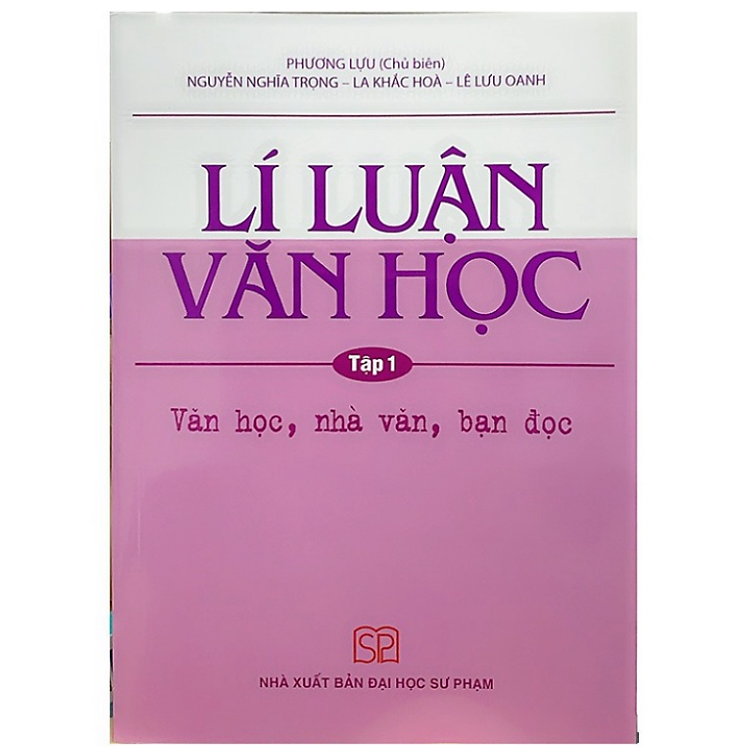 PHƯƠNG LỰU (Chủ biên)
NGUYỄN NGHĨA TRỌNG – LA KHẮC HOÀ – LÊ LƯU OANH
LÍ LUẬN
VĂN HỌC
Tập 1
Văn học, nhà văn, bạn đọc
SP
NHÀ XUẤT BẢN ĐẠI HỌC SƯ PHẠM